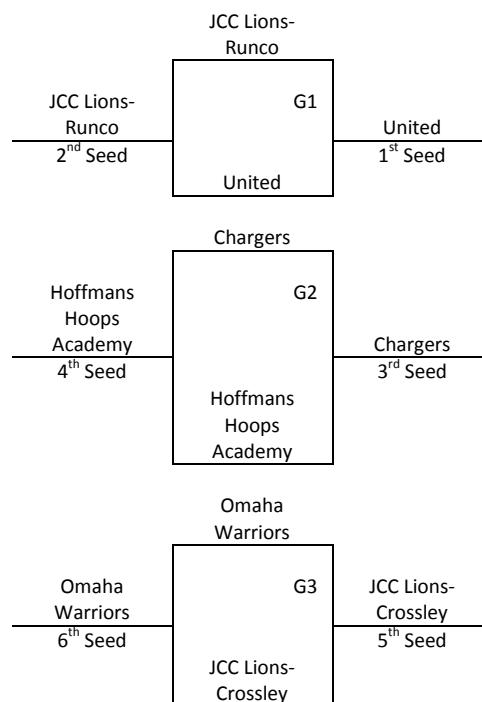 JCC Lions-
Runco
G1
JCC Lions-
Runco
2nd Seed
United
1st Seed
United
Chargers
G2
Hoffmans
Hoops
Academy
4th Seed
Chargers
3rd Seed
Hoffmans
Hoops
Academy
Omaha
Warriors
G3
Omaha
Warriors
6th Seed
JCC Lions-
Crossley
5th Seed
JCC Lions-
Crossley